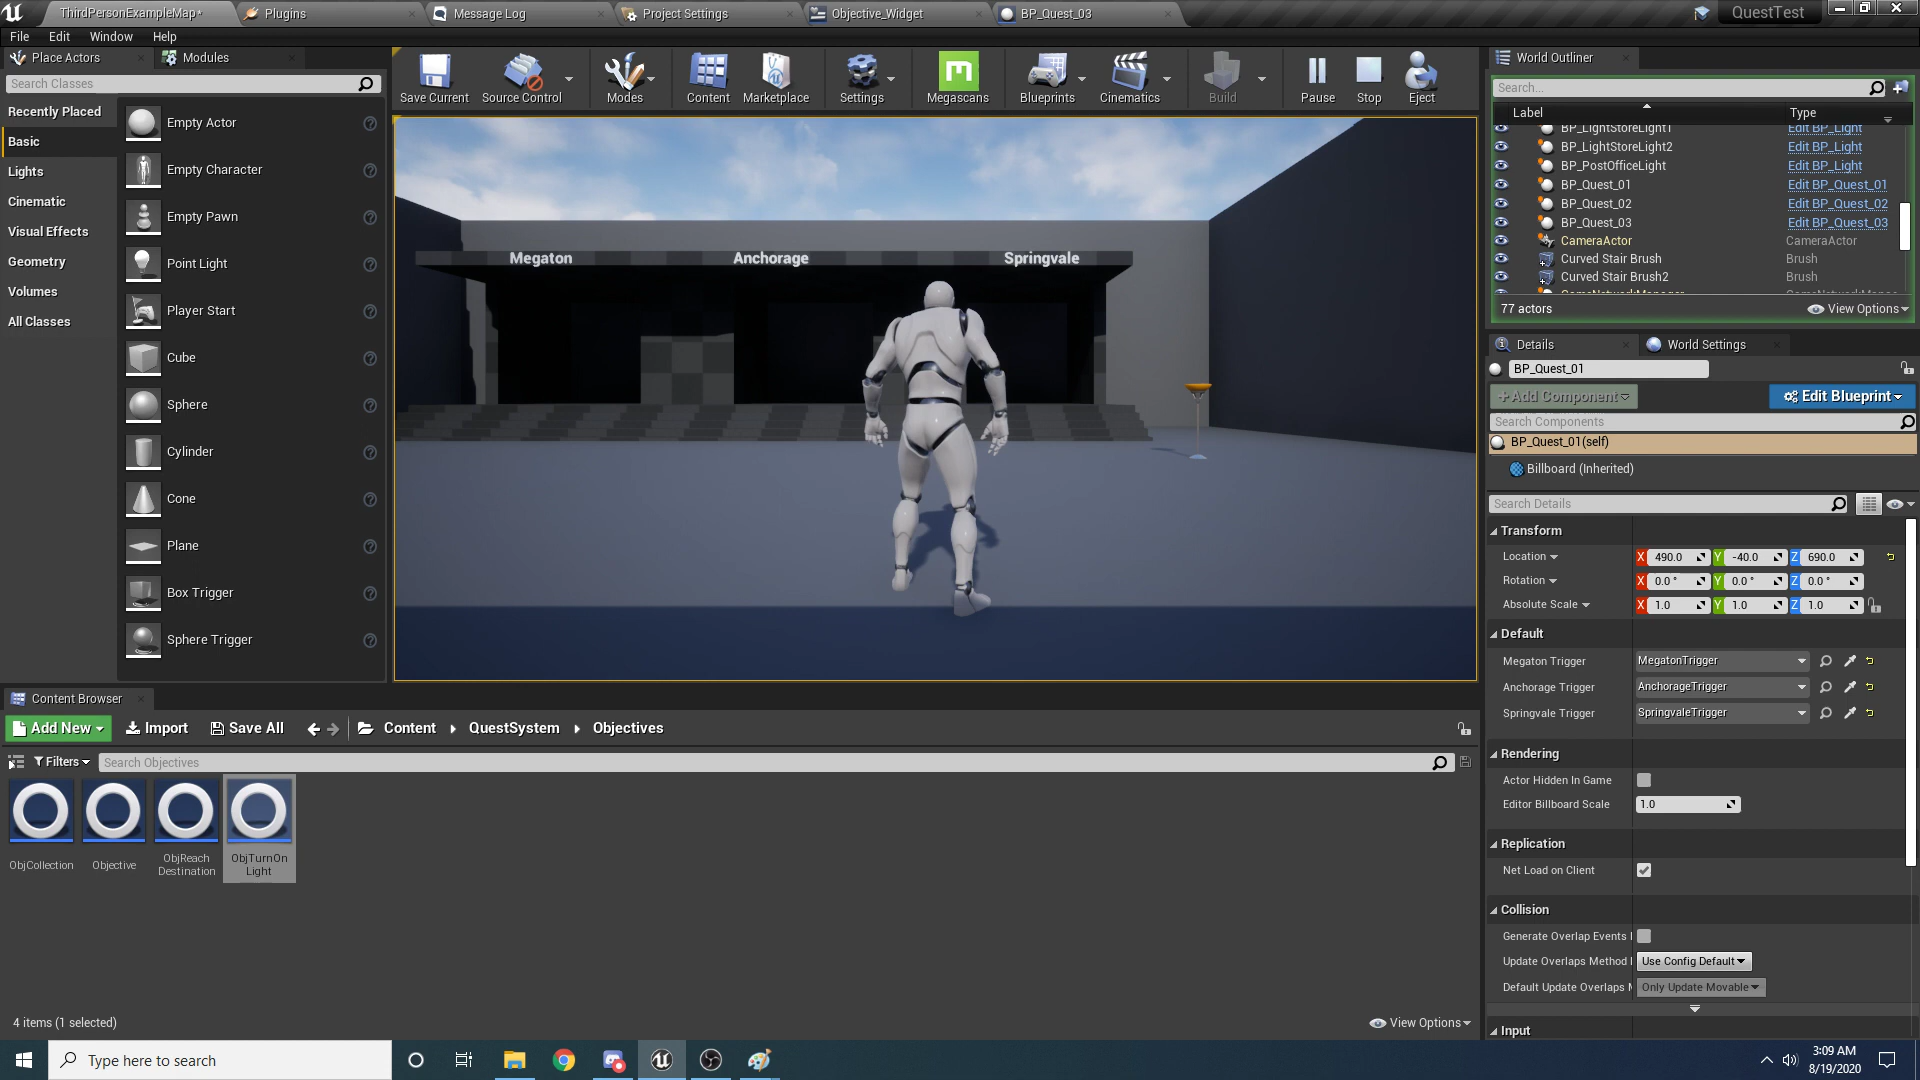 ThirdPersonExampleMap*
Plugins
Message Log
Project Settings
Objective_Widget
BP_Quest_03
QuestTest
File Edit Window Help
Place Actors
Modules
Search Classes
Recently Placed
Basic
Lights
Cinematic
Visual Effects
Geometry
Volumes
All Classes
Empty Actor
Empty Character
Empty Pawn
Point Light
Player Start
Cube
Sphere
Cylinder
Cone
Plane
Box Trigger
Sphere Trigger
Save Current
Source Control
Modes
Content
Marketplace
Settings
Megascans
Blueprints
Cinematics
Build
Pause
Stop
Eject
Megaton
Anchorage
Springvale
World Outliner
Search...
Label Type
BP_LightStoreLight1 Edit BP_Light
BP_LightStoreLight2 Edit BP_Light
BP_PostOfficeLight Edit BP_Light
BP_Quest_01 Edit BP_Quest_01
BP_Quest_02 Edit BP_Quest_02
BP_Quest_03 Edit BP_Quest_03
CameraActor CameraActor
Curved Stair Brush Brush
Curved Stair Brush2 Brush
77 actors
View Options
Details
World Settings
BP_Quest_01
+Add Component
Edit Blueprint
Search Components
BP_Quest_01(self)
Billboard (Inherited)
Search Details
Transform
Location X 490.0 Y -40.0 Z 690.0
Rotation X 0.0 ° Y 0.0 ° Z 0.0 °
Absolute Scale X 1.0 Y 1.0 Z 1.0
Default
Megaton Trigger MegatonTrigger
Anchorage Trigger AnchorageTrigger
Springvale Trigger SpringvaleTrigger
Rendering
Actor Hidden In Game
Editor Billboard Scale 1.0
Replication
Net Load on Client
Collision
Generate Overlap Events
Update Overlaps Method Use Config Default
Default Update Overlaps Only Update Movable
Input
Content Browser
Add New
Import
Save All
Content
QuestSystem
Objectives
Filters
Search Objectives
ObjCollection
Objective
ObjReach
Destination
ObjTurnOn
Light
4 items (1 selected)
View Options
Type here to search
3:09 AM
8/19/2020